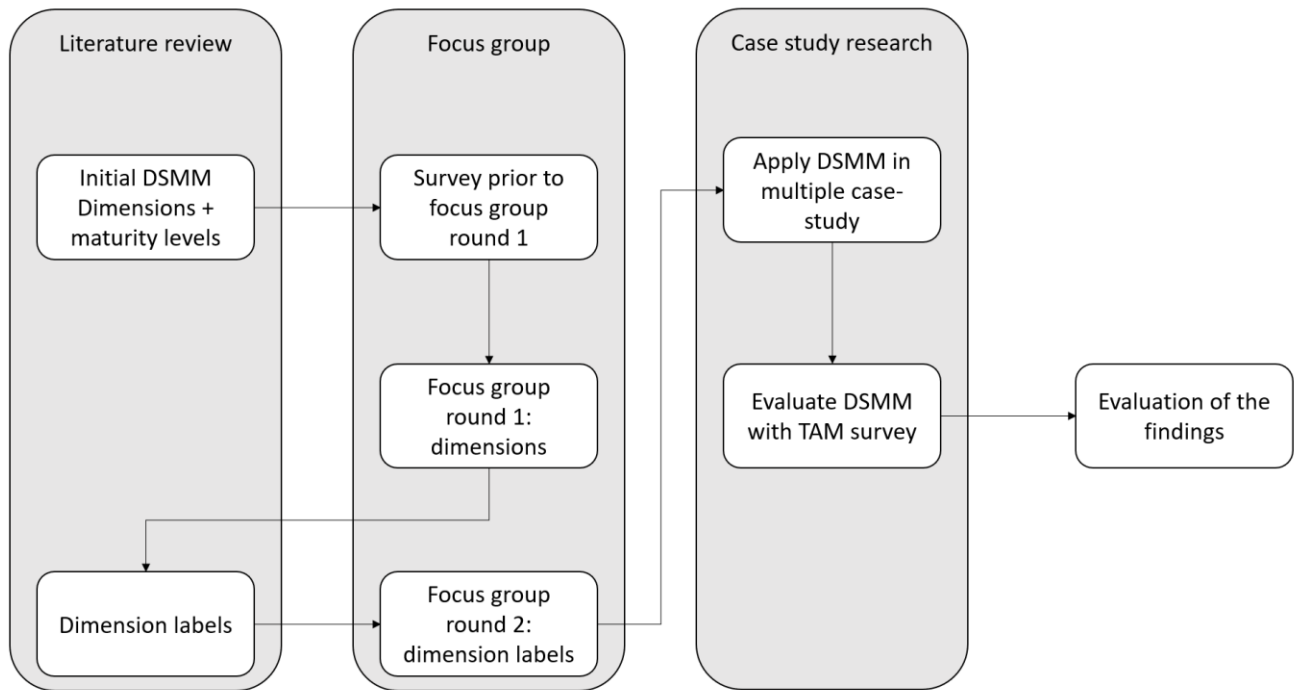 Literature review
Initial DSMM
Dimensions +
maturity levels
Dimension labels
Focus group
Survey prior to
focus group
round 1
Focus group
round 1:
dimensions
Focus group
round 2:
dimension labels
Case study research
Apply DSMM in
multiple case-
study
Evaluate DSMM
with TAM survey
Evaluation of the
findings